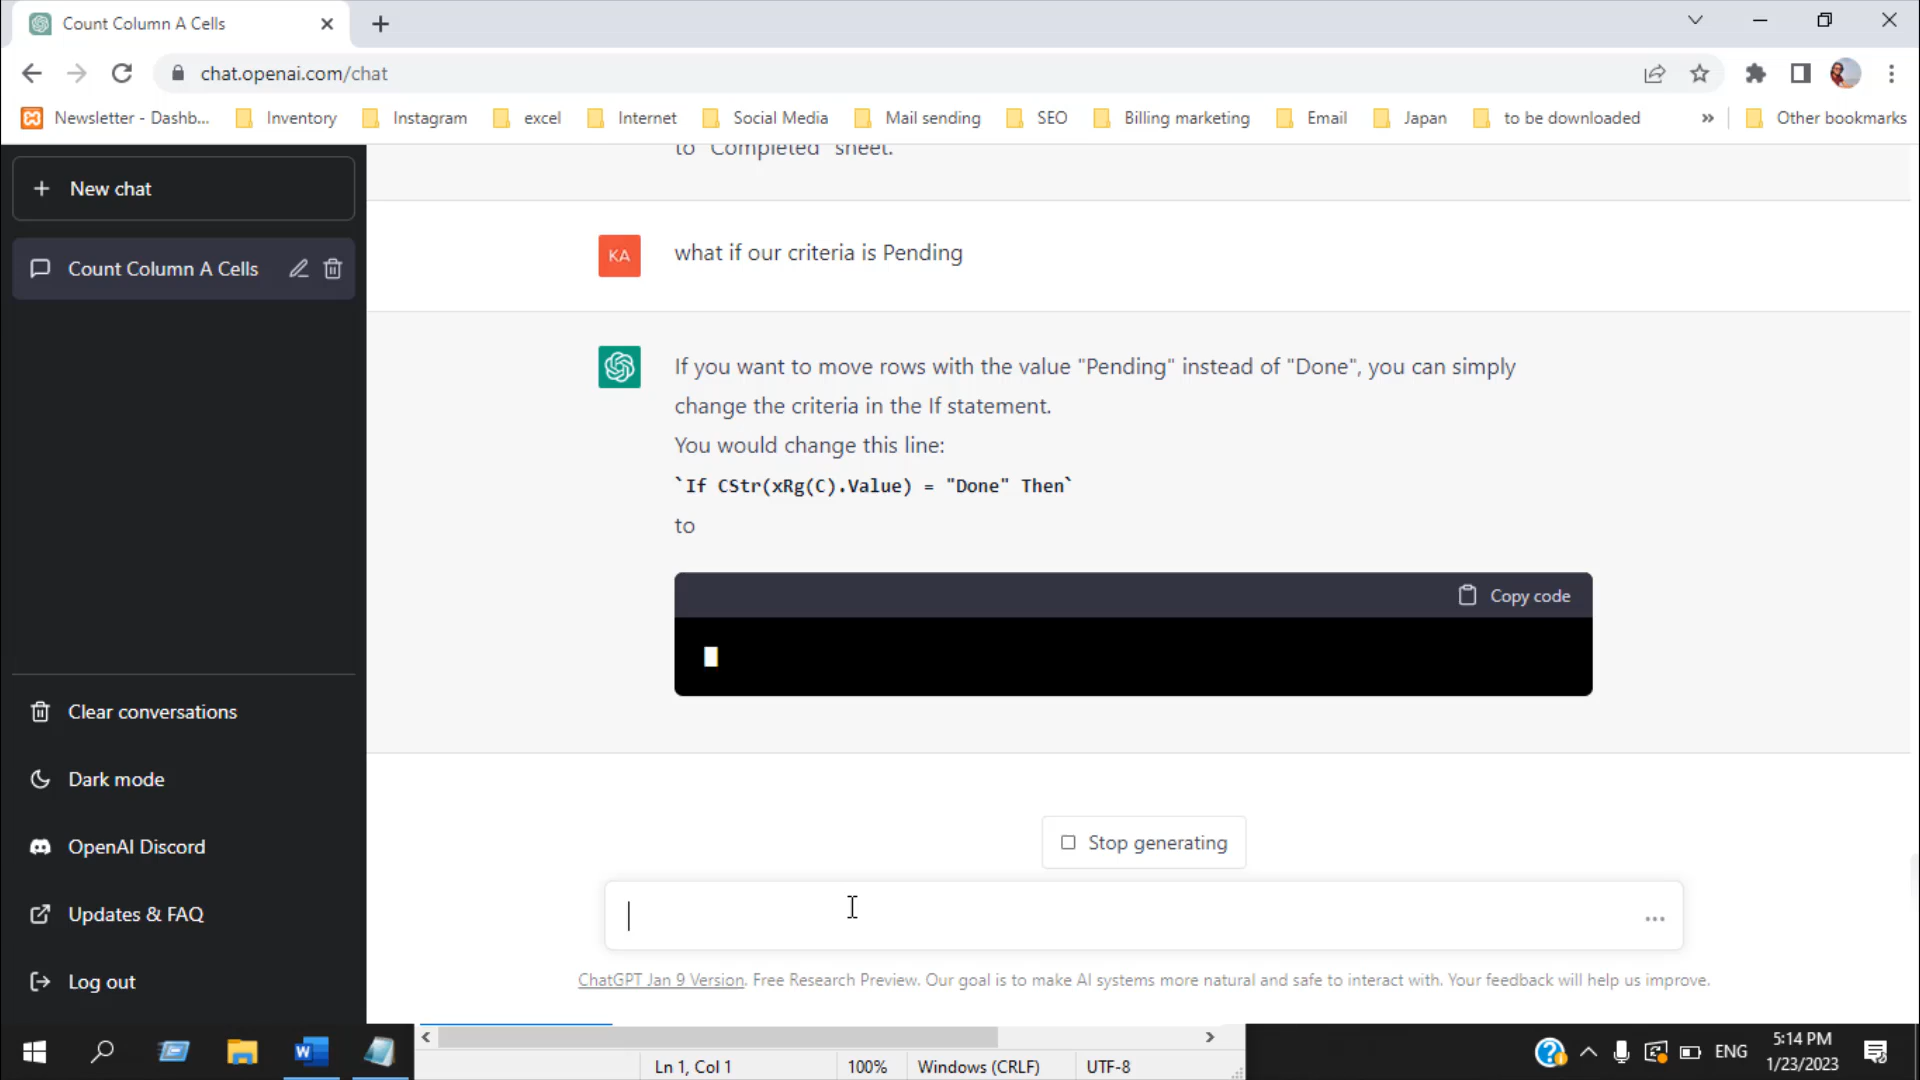 Count Column A Cells
chat.openai.com/chat
Newsletter - Dashb... Inventory Instagram excel Internet Social Media Mail sending SEO Billing marketing Email Japan to be downloaded » Other bookmarks
New chat
Count Column A Cells
Clear conversations
Dark mode
OpenAI Discord
Updates & FAQ
Log out
to "Completed" sheet.
KA what if our criteria is Pending
If you want to move rows with the value "Pending" instead of "Done", you can simply
change the criteria in the If statement.
You would change this line:
`If CStr(xRg(C).Value) = "Done" Then`
to
Copy code
Stop generating
ChatGPT Jan 9 Version. Free Research Preview. Our goal is to make AI systems more natural and safe to interact with. Your feedback will help us improve.
Ln 1, Col 1 100% Windows (CRLF) UTF-8
ENG
5:14 PM
1/23/2023